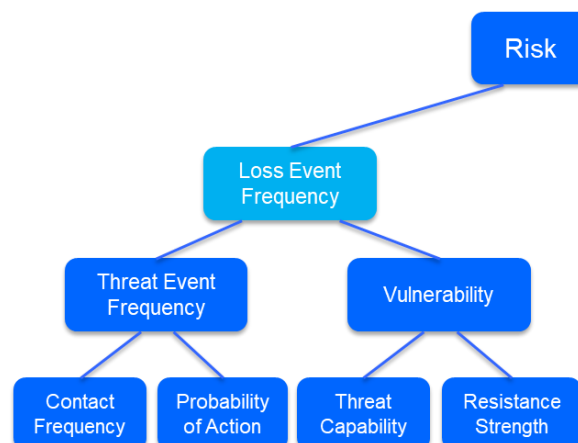 Risk
Loss Event
Frequency
Threat Event
Frequency
Vulnerability
Contact
Frequency
Probability
of Action
Threat
Capability
Resistance
Strength